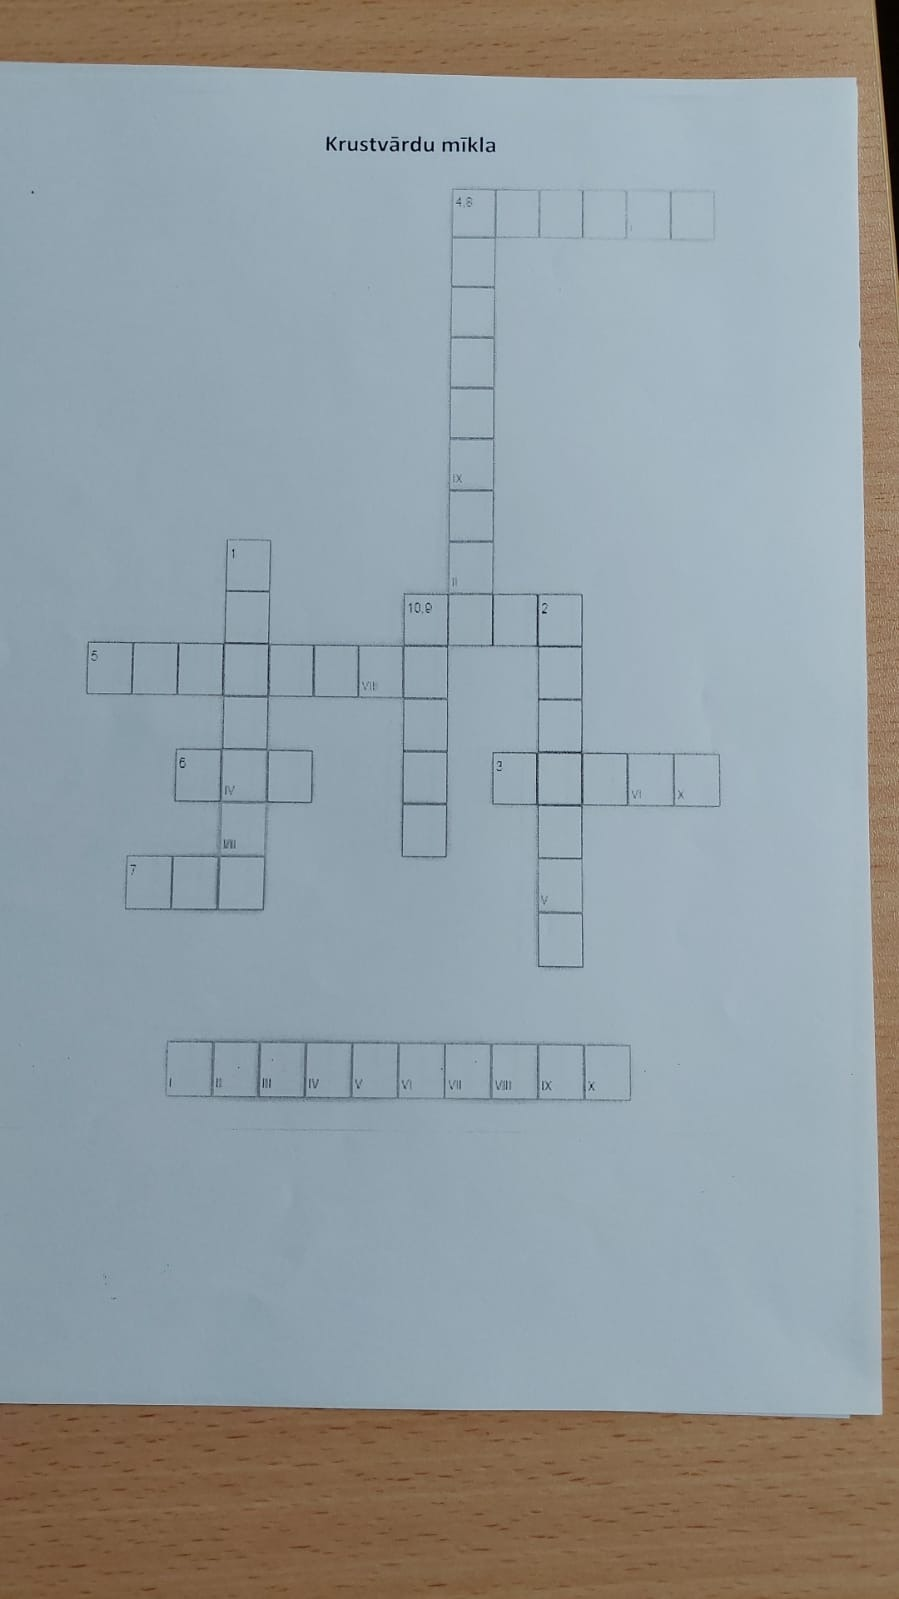 Krustvārdu mīkla
4,8 I
IX
1
II
10,9 2
5 VIII
6 IV 3 VI X
VII
7 V
I II III IV V VI VII VIII IX X